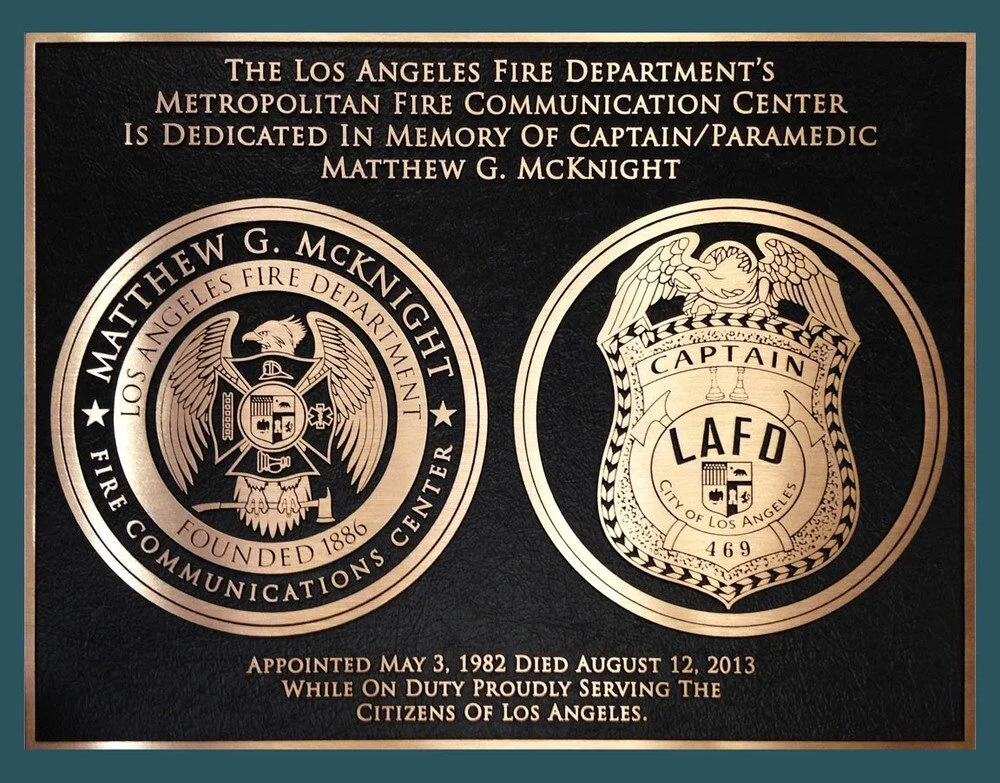 The Los Angeles Fire Department's
Metropolitan Fire Communication Center
Is Dedicated In Memory Of Captain/Paramedic
Matthew G. McKnight
Matthew G. McKnight
Los Angeles Fire Department
Founded 1886
Fire Communications Center
CAPTAIN
LAFD
City of Los Angeles
469
Appointed May 3, 1982 Died August 12, 2013
While On Duty Proudly Serving The
Citizens Of Los Angeles.